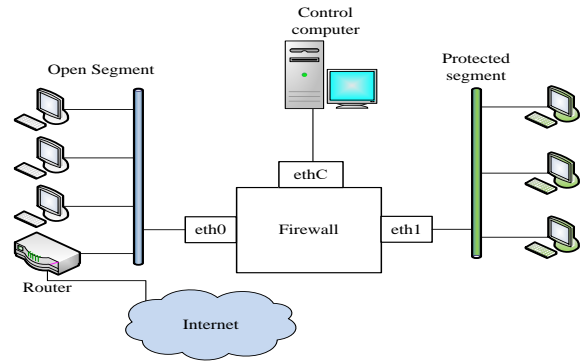 Control
computer
Open Segment
Protected
segment
ethC
eth0
Firewall
eth1
Router
Internet